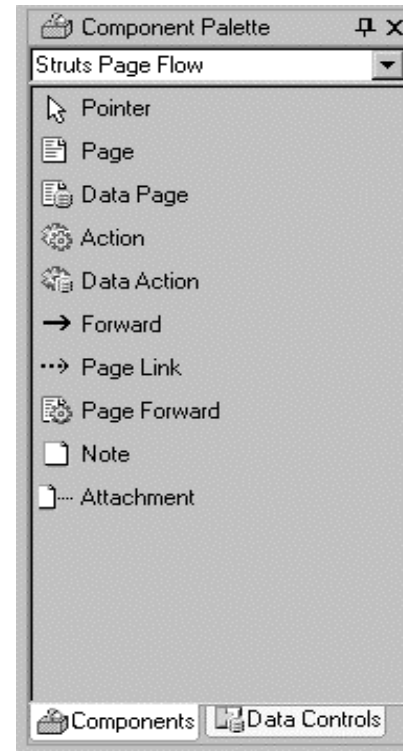 Component Palette
Struts Page Flow
Pointer
Page
Data Page
Action
Data Action
Forward
Page Link
Page Forward
Note
Attachment
Components Data Controls